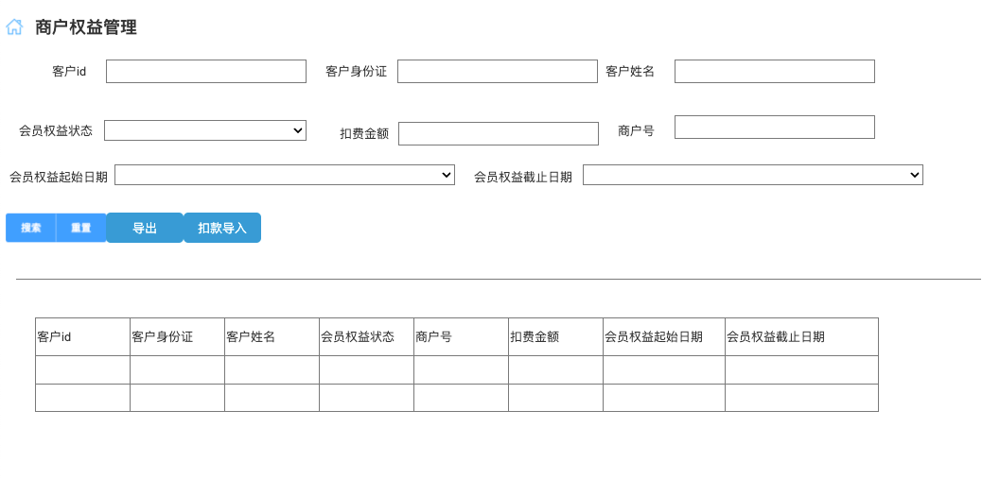 商户权益管理
客户id 客户身份证 客户姓名
会员权益状态 扣费金额 商户号
会员权益起始日期 会员权益截止日期
搜索 重置 导出 扣款导入
客户id 客户身份证 客户姓名 会员权益状态 商户号 扣费金额 会员权益起始日期 会员权益截止日期